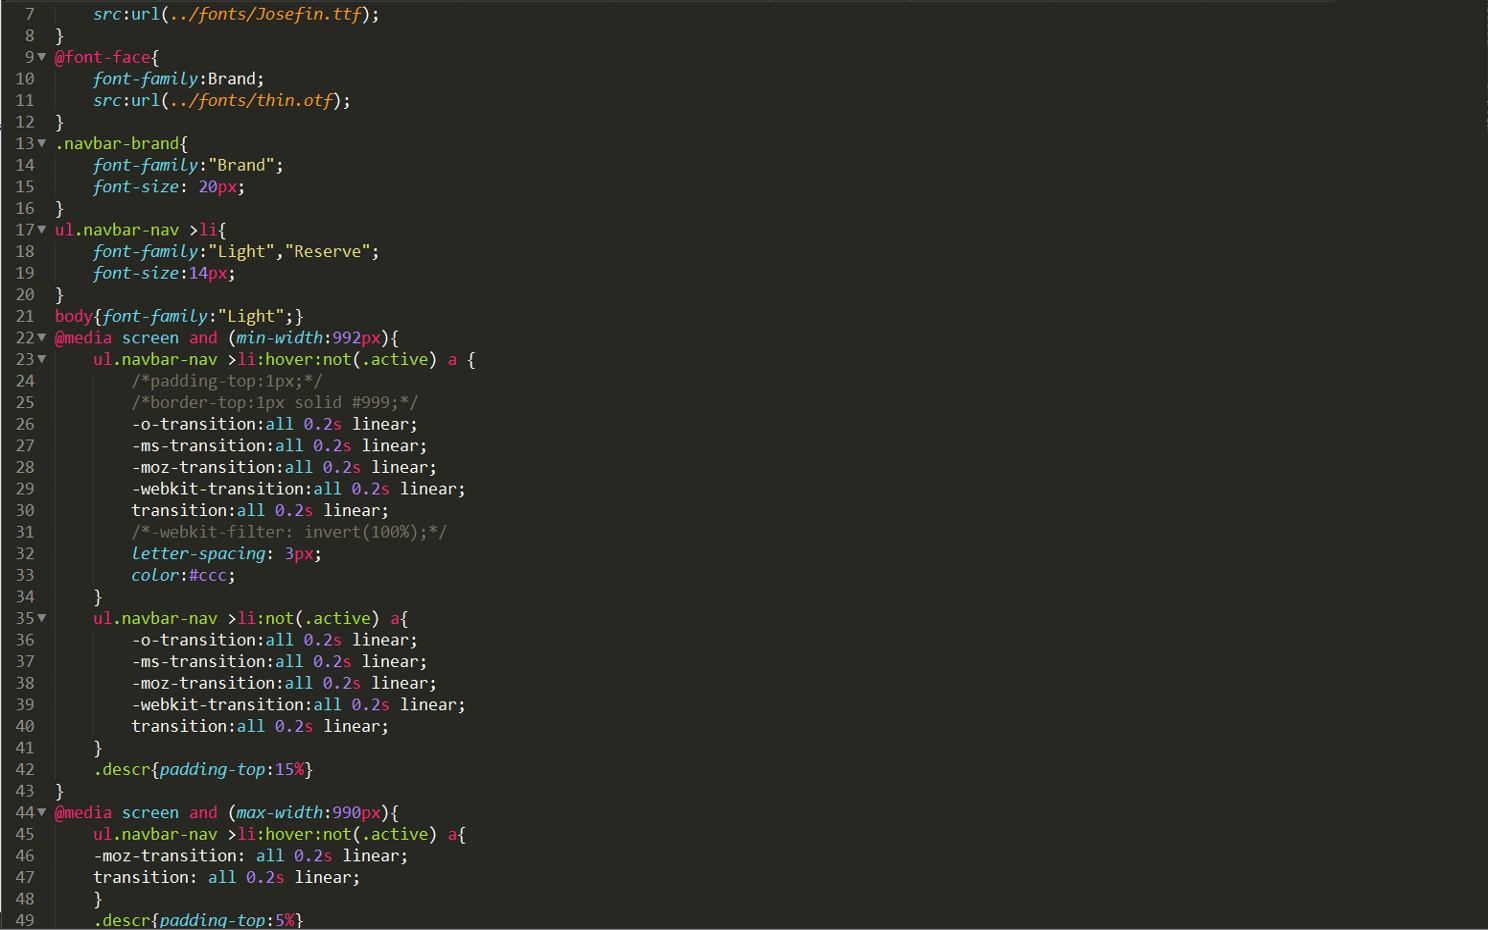 7 src:url(../fonts/Josefin.ttf);
8 }
9 @font-face{
10 font-family:Brand;
11 src:url(../fonts/thin.otf);
12 }
13 .navbar-brand{
14 font-family:"Brand";
15 font-size: 20px;
16 }
17 ul.navbar-nav >li{
18 font-family:"Light","Reserve";
19 font-size:14px;
20 }
21 body{font-family:"Light";}
22 @media screen and (min-width:992px){
23 ul.navbar-nav >li:hover:not(.active) a {
24 /*padding-top:1px;*/
25 /*border-top:1px solid #999;*/
26 -o-transition:all 0.2s linear;
27 -ms-transition:all 0.2s linear;
28 -moz-transition:all 0.2s linear;
29 -webkit-transition:all 0.2s linear;
30 transition:all 0.2s linear;
31 /*-webkit-filter: invert(100%);*/
32 letter-spacing: 3px;
33 color:#ccc;
34 }
35 ul.navbar-nav >li:not(.active) a{
36 -o-transition:all 0.2s linear;
37 -ms-transition:all 0.2s linear;
38 -moz-transition:all 0.2s linear;
39 -webkit-transition:all 0.2s linear;
40 transition:all 0.2s linear;
41 }
42 .descr{padding-top:15%}
43 }
44 @media screen and (max-width:990px){
45 ul.navbar-nav >li:hover:not(.active) a{
46 -moz-transition: all 0.2s linear;
47 transition: all 0.2s linear;
48 }
49 .descr{padding-top:5%}